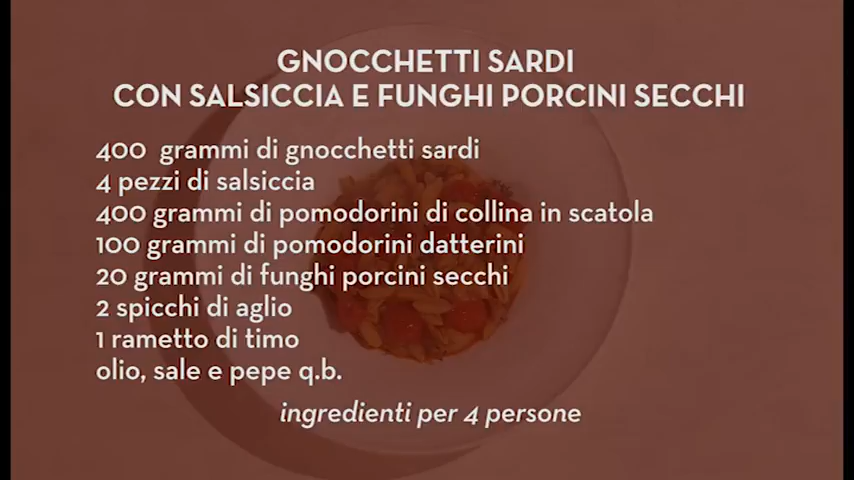 GNOCCHETTI SARDI
CON SALSICCIA E FUNGHI PORCINI SECCHI
400 grammi di gnocchetti sardi
4 pezzi di salsiccia
400 grammi di pomodorini di collina in scatola
100 grammi di pomodorini datterini
20 grammi di funghi porcini secchi
2 spicchi di aglio
1 rametto di timo
olio, sale e pepe q.b.
ingredienti per 4 persone